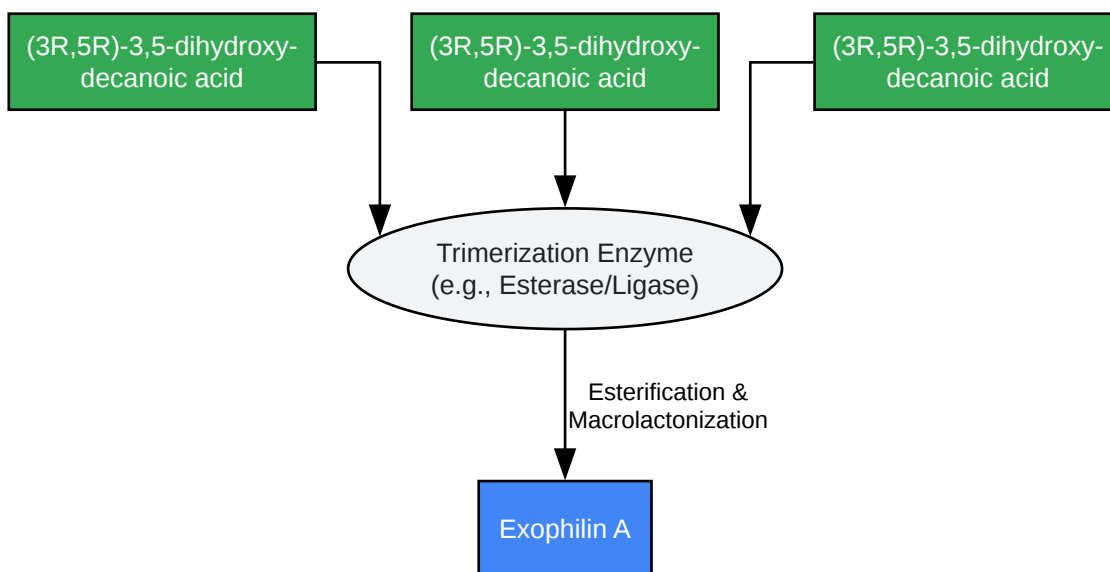 (3R,5R)-3,5-dihydroxy-
decanoic acid
(3R,5R)-3,5-dihydroxy-
decanoic acid
(3R,5R)-3,5-dihydroxy-
decanoic acid
Trimerization Enzyme
(e.g., Esterase/Ligase)
Esterification &
Macrolactonization
Exophilin A